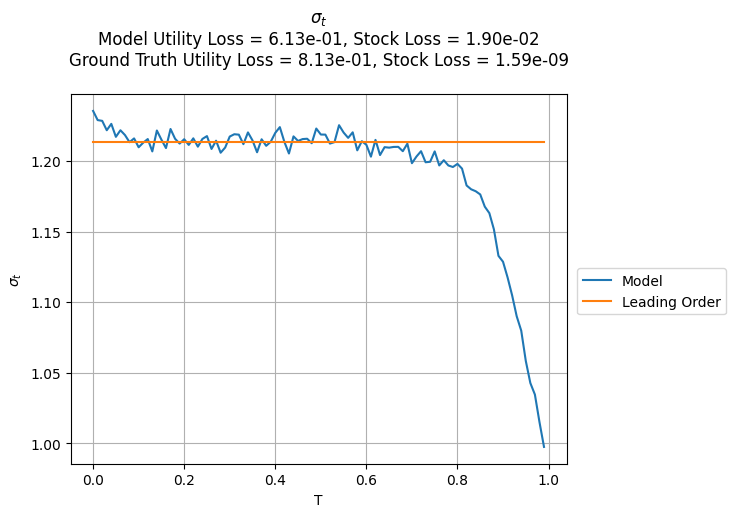 σt
Model Utility Loss = 6.13e-01, Stock Loss = 1.90e-02
Ground Truth Utility Loss = 8.13e-01, Stock Loss = 1.59e-09
1.20
1.15
1.10
1.05
1.00
σt
0.0 0.2 0.4 0.6 0.8 1.0
T
Model
Leading Order